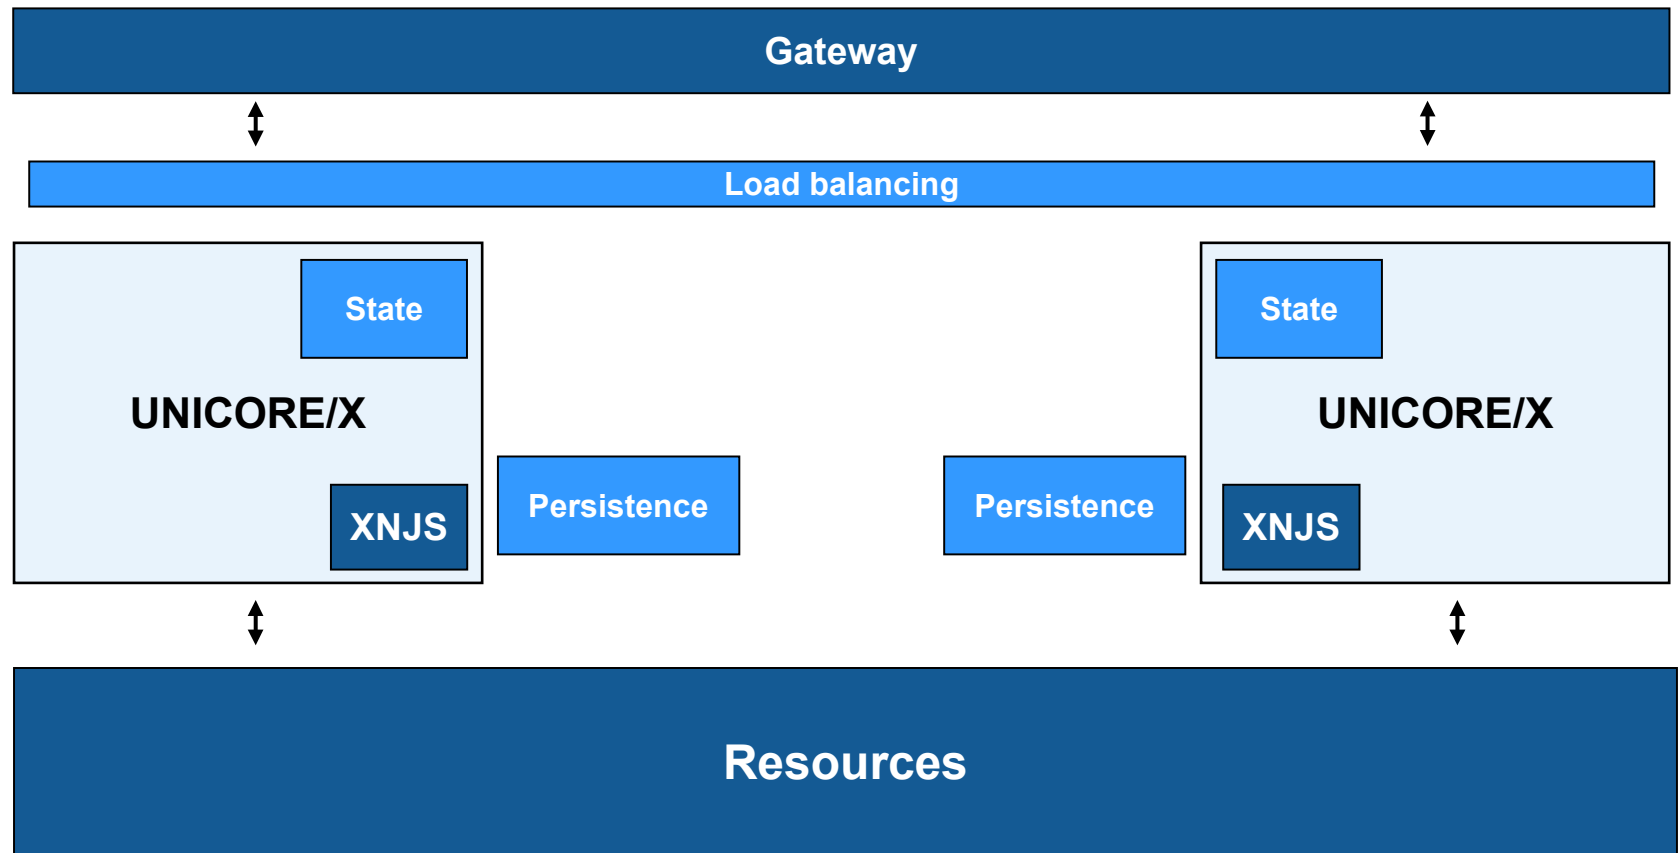 Gateway
Load balancing
State
State
UNICORE/X
UNICORE/X
Persistence
Persistence
XNJS
XNJS
Resources